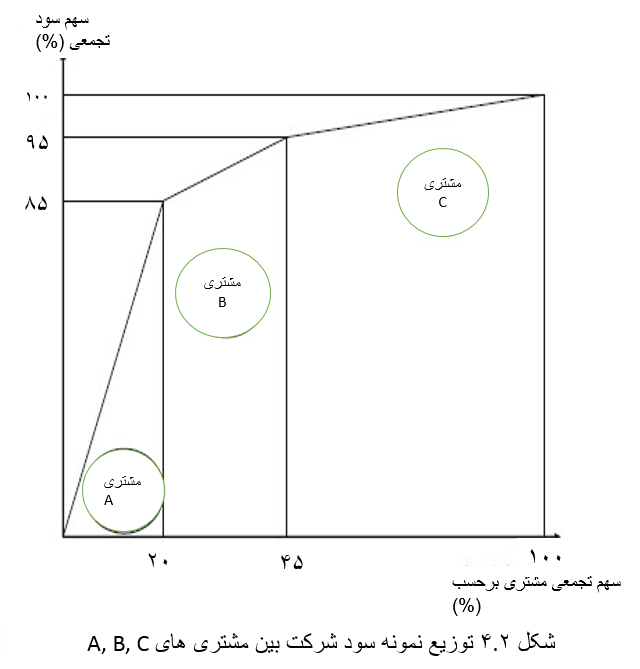 سهم سود
تجمعی (%)
۱۰۰
۹۵
۸۵
مشتری
C
مشتری
B
مشتری
A
۲۰
۴۵
۱۰۰
سهم تجمعی مشتری برحسب
(%)
شکل ۴.۲ توزیع نمونه سود شرکت بین مشتری های A, B, C